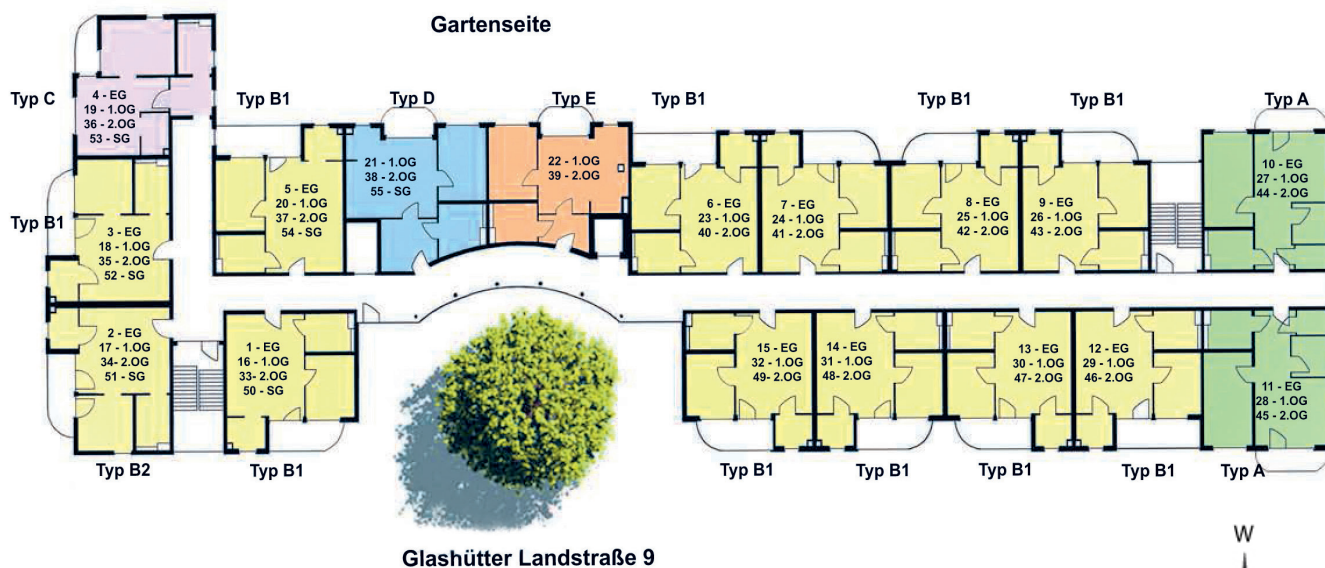 Gartenseite
Typ C
4 - EG
19 - 1.OG
36 - 2.OG
53 - SG
Typ B1
Typ D
Typ E
Typ B1
Typ B1
Typ B1
Typ A
5 - EG
20 - 1.OG
37 - 2.OG
54 - SG
21 - 1.OG
38 - 2.OG
55 - SG
22 - 1.OG
39 - 2.OG
6 - EG
23 - 1.OG
40 - 2.OG
7 - EG
24 - 1.OG
41 - 2.OG
8 - EG
25 - 1.OG
42 - 2.OG
9 - EG
26 - 1.OG
43 - 2.OG
10 - EG
27 - 1.OG
44 - 2.OG
Typ B1
3 - EG
18 - 1.OG
35 - 2.OG
52 - SG
2 - EG
17 - 1.OG
34- 2.OG
51 - SG
1 - EG
16 - 1.OG
33- 2.OG
50 - SG
15 - EG
32 - 1.OG
49- 2.OG
14 - EG
31 - 1.OG
48- 2.OG
13 - EG
30 - 1.OG
47- 2.OG
12 - EG
29 - 1.OG
46- 2.OG
11 - EG
28 - 1.OG
45 - 2.OG
Typ B2
Typ B1
Typ B1
Typ B1
Typ B1
Typ B1
Typ A
Glashütter Landstraße 9
W